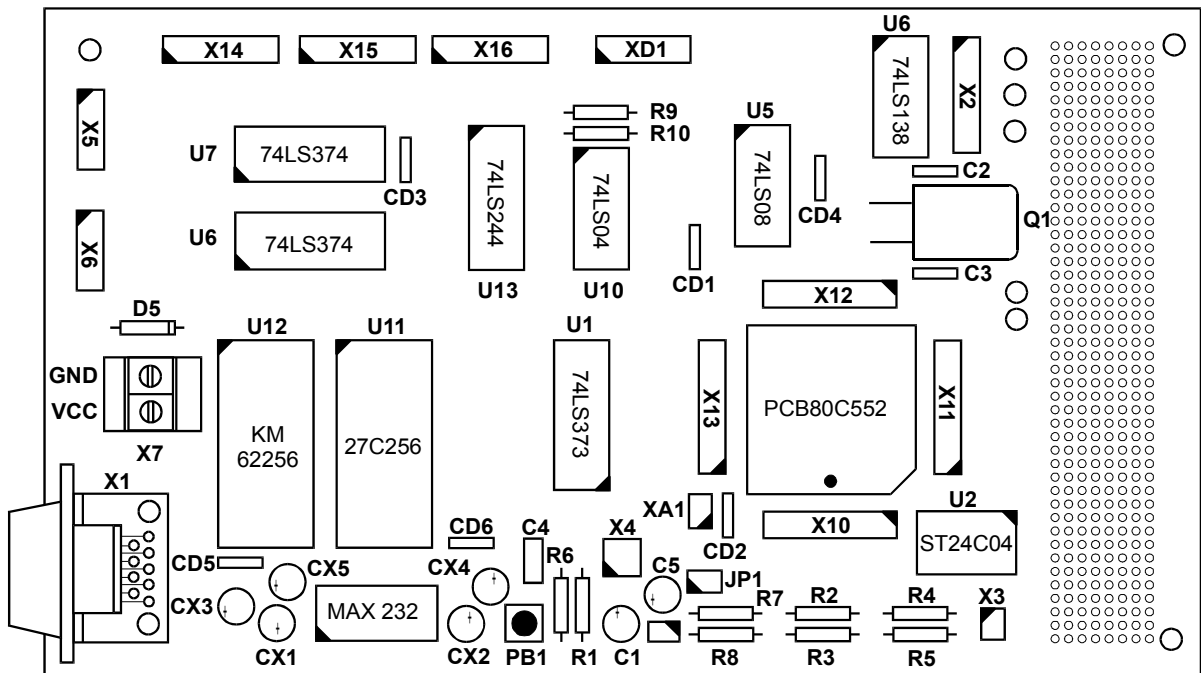 X14
X15
X16
XD1
U6
74LS138
X2
X5
U7
74LS374
CD3
74LS244
U13
R9
R10
74LS04
U10
U5
74LS08
CD4
CD1
C2
Q1
C3
X6
U6
74LS374
D5
GND
VCC
X7
U12
KM
62256
U11
27C256
U1
74LS373
X12
X13
PCB80C552
X11
X10
X1
CD5
CX3
CX5
CX1
MAX 232
CD6
CX4
CX2
C4
PB1
R6
R1
X4
C1
C5
XA1
CD2
JP1
R7
R8
R2
R3
R4
R5
U2
ST24C04
X3